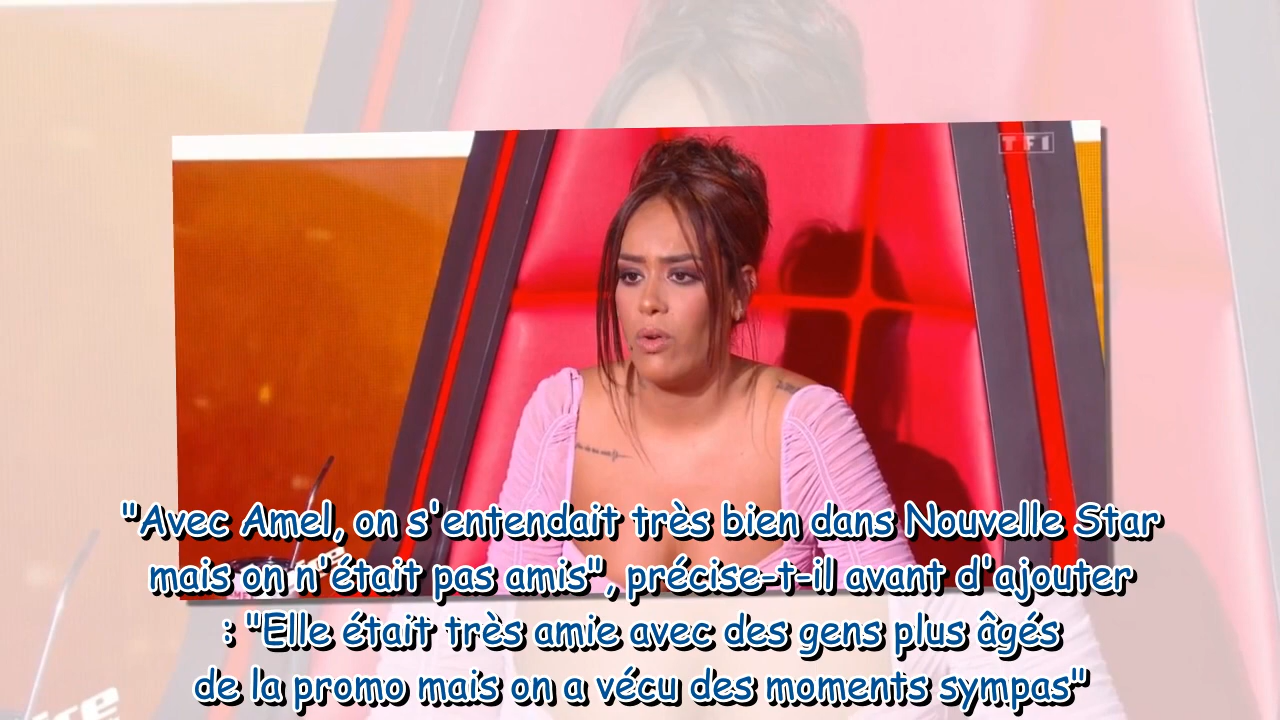 TF1
"Avec Amel, on s'entendait très bien dans Nouvelle Star
mais on n'était pas amis", précise-t-il avant d'ajouter
: "Elle était très amie avec des gens plus âgés
de la promo mais on a vécu des moments sympas"